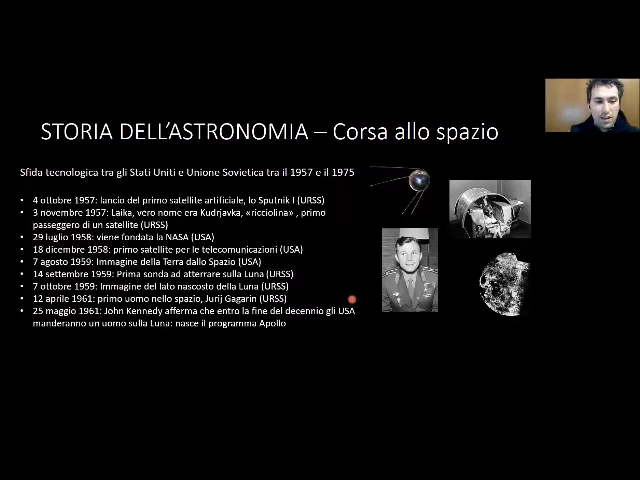 STORIA DELL'ASTRONOMIA – Corsa allo spazio
Sfida tecnologica tra gli Stati Uniti e Unione Sovietica tra il 1957 e il 1975
• 4 ottobre 1957: lancio del primo satellite artificiale, lo Sputnik I (URSS)
• 3 novembre 1957: Laika, vero nome era Kudrjavka, «ricciolina» , primo
passeggero di un satellite (URSS)
• 29 luglio 1958: viene fondata la NASA (USA)
• 18 dicembre 1958: primo satellite per le telecomunicazioni (USA)
• 7 agosto 1959: Immagine della Terra dallo Spazio (USA)
• 14 settembre 1959: Prima sonda ad atterrare sulla Luna (URSS)
• 7 ottobre 1959: Immagine del lato nascosto della Luna (URSS)
• 12 aprile 1961: primo uomo nello spazio, Jurij Gagarin (URSS)
• 25 maggio 1961: John Kennedy afferma che entro la fine del decennio gli USA
manderanno un uomo sulla Luna: nasce il programma Apollo